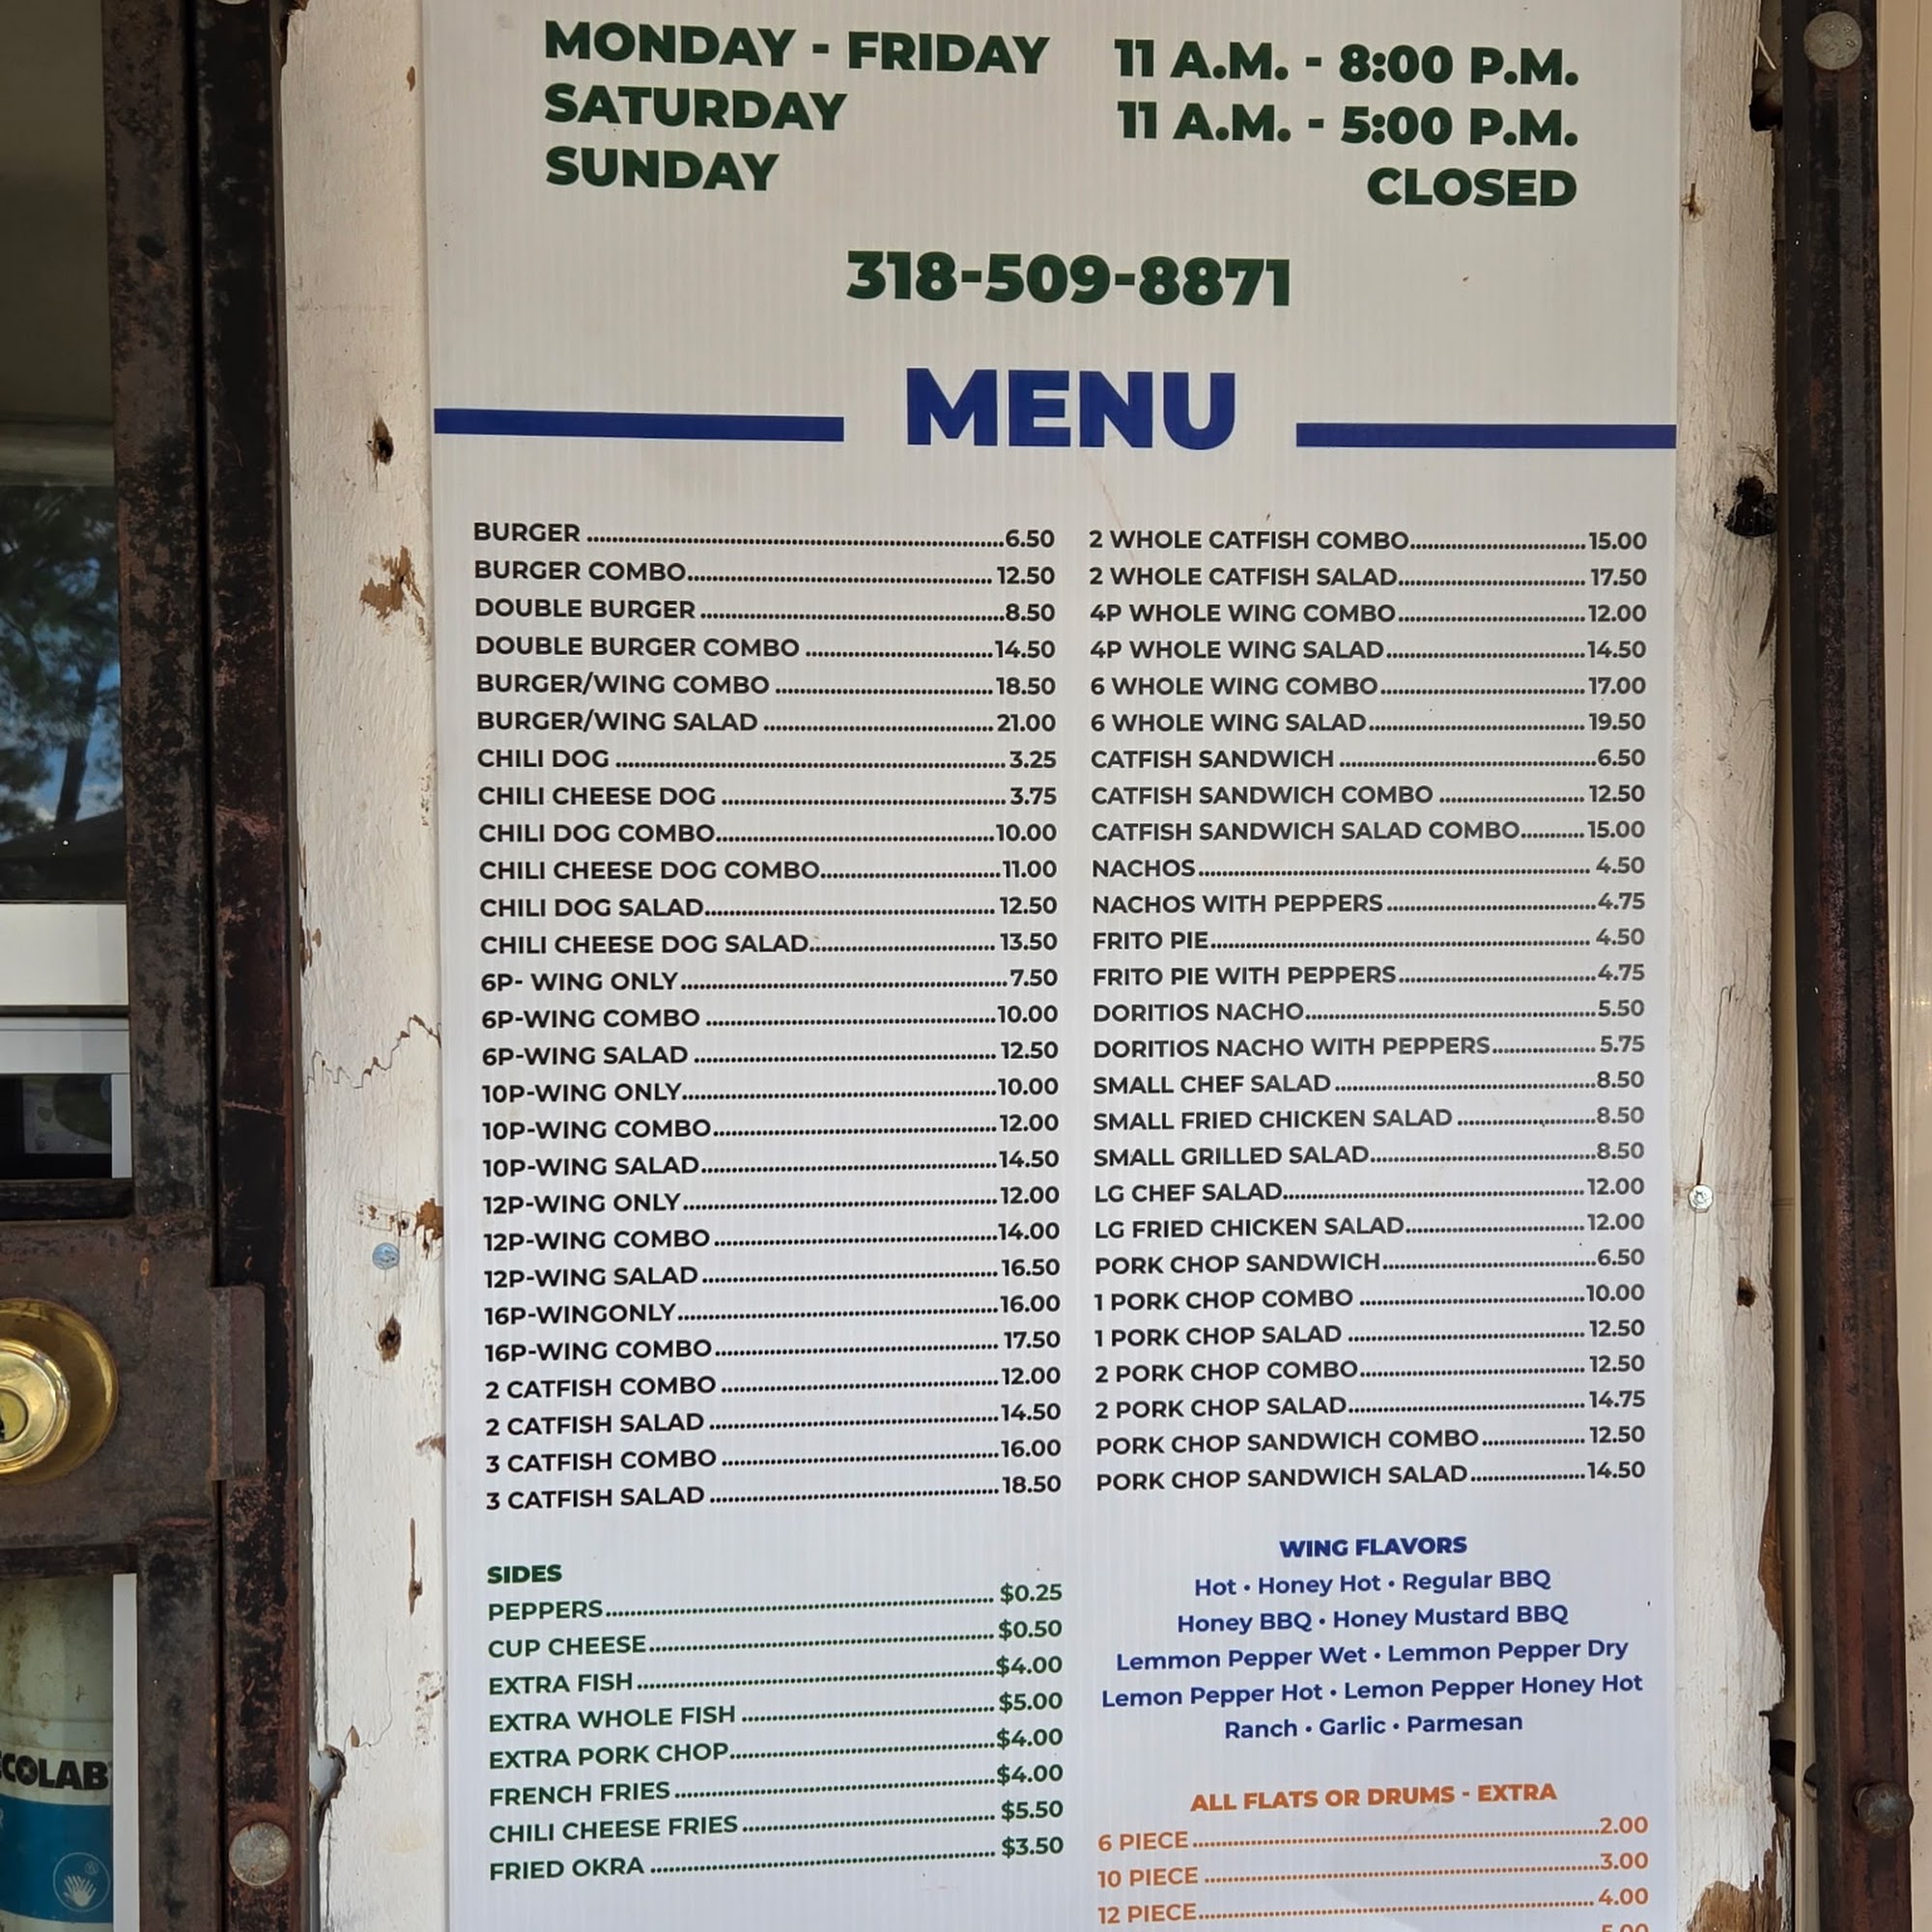 MONDAY - FRIDAY 11 A.M. - 8:00 P.M.
SATURDAY 11 A.M. - 5:00 P.M.
SUNDAY CLOSED
318-509-8871
MENU
BURGER 6.50
BURGER COMBO 12.50
DOUBLE BURGER 8.50
DOUBLE BURGER COMBO 14.50
BURGER/WING COMBO 18.50
BURGER/WING SALAD 21.00
CHILI DOG 3.25
CHILI CHEESE DOG 3.75
CHILI DOG COMBO 10.00
CHILI CHEESE DOG COMBO 11.00
CHILI DOG SALAD 12.50
CHILI CHEESE DOG SALAD 13.50
6P- WING ONLY 7.50
6P-WING COMBO 10.00
6P-WING SALAD 12.50
10P-WING ONLY 10.00
10P-WING COMBO 12.00
10P-WING SALAD 14.50
12P-WING ONLY 12.00
12P-WING COMBO 14.00
12P-WING SALAD 16.50
16P-WINGONLY 16.00
16P-WING COMBO 17.50
2 CATFISH COMBO 12.00
2 CATFISH SALAD 14.50
3 CATFISH COMBO 16.00
3 CATFISH SALAD 18.50
2 WHOLE CATFISH COMBO 15.00
2 WHOLE CATFISH SALAD 17.50
4P WHOLE WING COMBO 12.00
4P WHOLE WING SALAD 14.50
6 WHOLE WING COMBO 17.00
6 WHOLE WING SALAD 19.50
CATFISH SANDWICH 6.50
CATFISH SANDWICH COMBO 12.50
CATFISH SANDWICH SALAD COMBO 15.00
NACHOS 4.50
NACHOS WITH PEPPERS 4.75
FRITO PIE 4.50
FRITO PIE WITH PEPPERS 4.75
DORITIOS NACHO 5.50
DORITIOS NACHO WITH PEPPERS 5.75
SMALL CHEF SALAD 8.50
SMALL FRIED CHICKEN SALAD 8.50
SMALL GRILLED SALAD 8.50
LG CHEF SALAD 12.00
LG FRIED CHICKEN SALAD 12.00
PORK CHOP SANDWICH 6.50
1 PORK CHOP COMBO 10.00
1 PORK CHOP SALAD 12.50
2 PORK CHOP COMBO 12.50
2 PORK CHOP SALAD 14.75
PORK CHOP SANDWICH COMBO 12.50
PORK CHOP SANDWICH SALAD 14.50
SIDES
PEPPERS $0.25
CUP CHEESE $0.50
EXTRA FISH $4.00
EXTRA WHOLE FISH $5.00
EXTRA PORK CHOP $4.00
FRENCH FRIES $4.00
CHILI CHEESE FRIES $5.50
FRIED OKRA $3.50
WING FLAVORS
Hot • Honey Hot • Regular BBQ
Honey BBQ • Honey Mustard BBQ
Lemmon Pepper Wet • Lemmon Pepper Dry
Lemon Pepper Hot • Lemon Pepper Honey Hot
Ranch • Garlic • Parmesan
ALL FLATS OR DRUMS - EXTRA
6 PIECE 2.00
10 PIECE 3.00
12 PIECE 4.00
COLAB